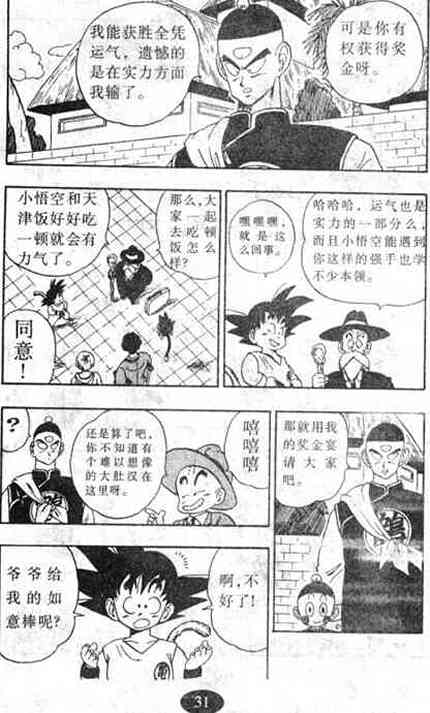 可是你有
权获得奖
金呀。
我能获胜全凭
运气，遗憾的
是在实力方面
我输了。
哈哈哈，运气也是
实力的一部分么，
而且小悟空能遇到
你这样的强手也学
不少本领。
嘿嘿嘿，
就是这
么回事。
那么，大
家一起
去吃顿
饭怎么
样？
小悟空和天
津饭好好吃
一顿就会有
力气了。
同意！
那就用我
的奖金宴
请大家
吧。
嘻嘻嘻
还是算了吧，
你不知道有
个难以想像
的大肚汉在
这里呀。
？
啊，不
好了！
爷爷给
我的如
意棒呢？
31